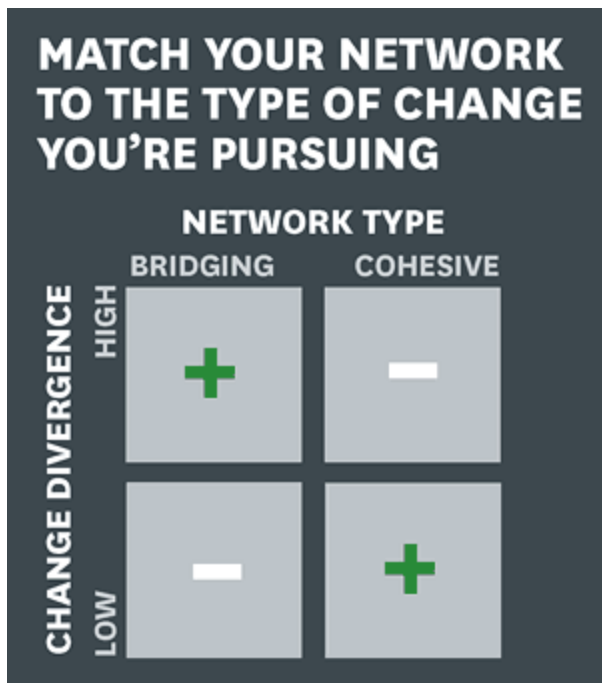 MATCH YOUR NETWORK
TO THE TYPE OF CHANGE
YOU'RE PURSUING
NETWORK TYPE
BRIDGING
COHESIVE
CHANGE DIVERGENCE
HIGH
+
−
LOW
−
+